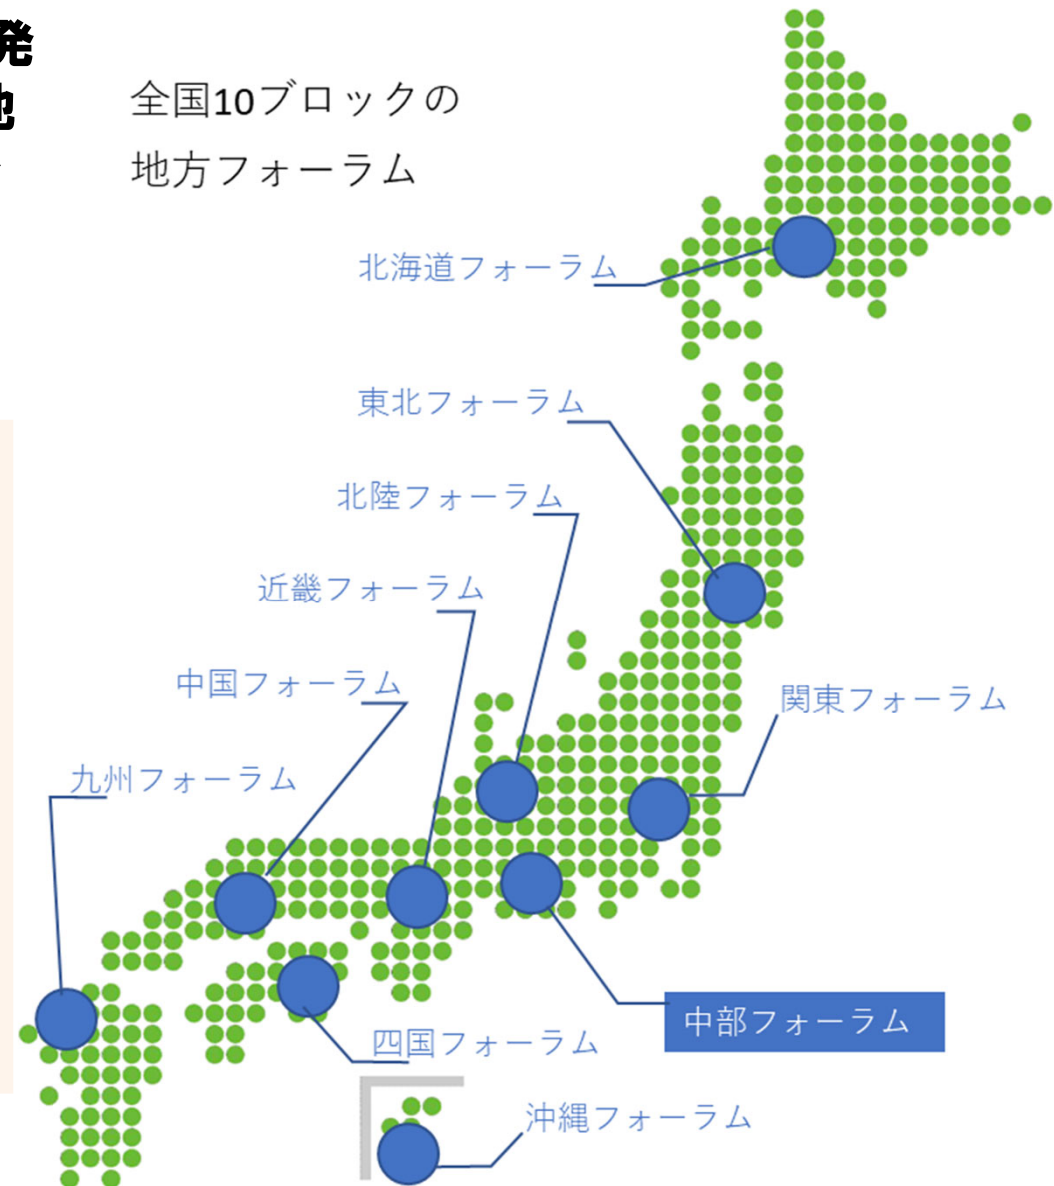 発
地
全国10ブロックの
地方フォーラム
北海道フォーラム
東北フォーラム
北陸フォーラム
近畿フォーラム
中国フォーラム
関東フォーラム
九州フォーラム
中部フォーラム
四国フォーラム
沖縄フォーラム